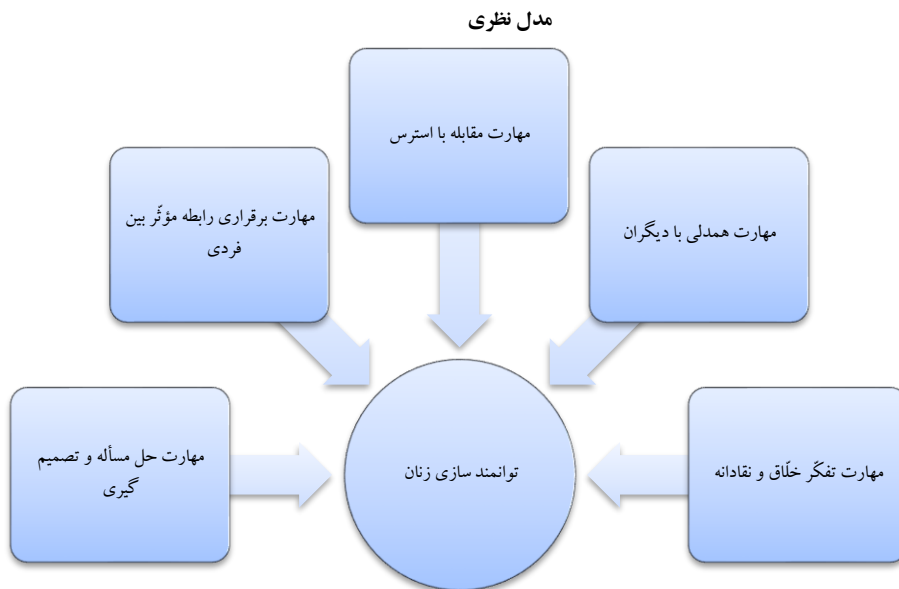 مدل نظری
مهارت مقابله با استرس
مهارت همدلی با دیگران
مهارت برقراری رابطه مؤثّر بین
فردی
مهارت تفکّر خلّاق و نقادانه
توانمند سازی زنان
مهارت حل مسأله و تصمیم
گیری